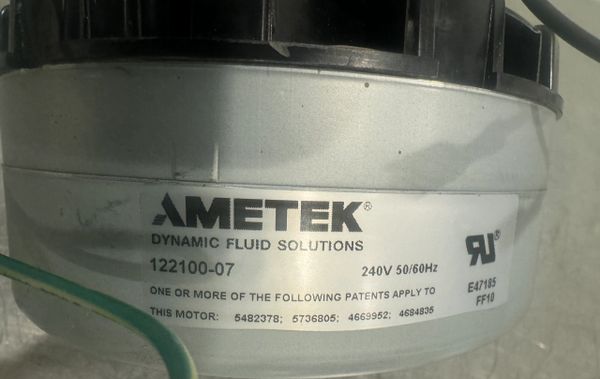 AMETEK®
DYNAMIC FLUID SOLUTIONS
122100-07 240V 50/60Hz
ONE OR MORE OF THE FOLLOWING PATENTS APPLY TO
THIS MOTOR: 5482378; 5736805; 4669952; 4684835
RU®
E47185
FF10